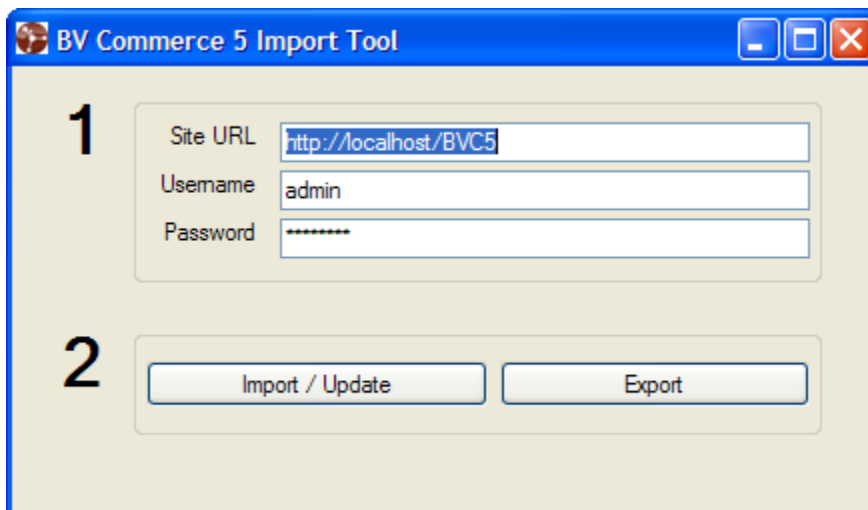 BV Commerce 5 Import Tool
1
Site URL http://localhost/BVC5
Username admin
Password ********
2
Import / Update Export